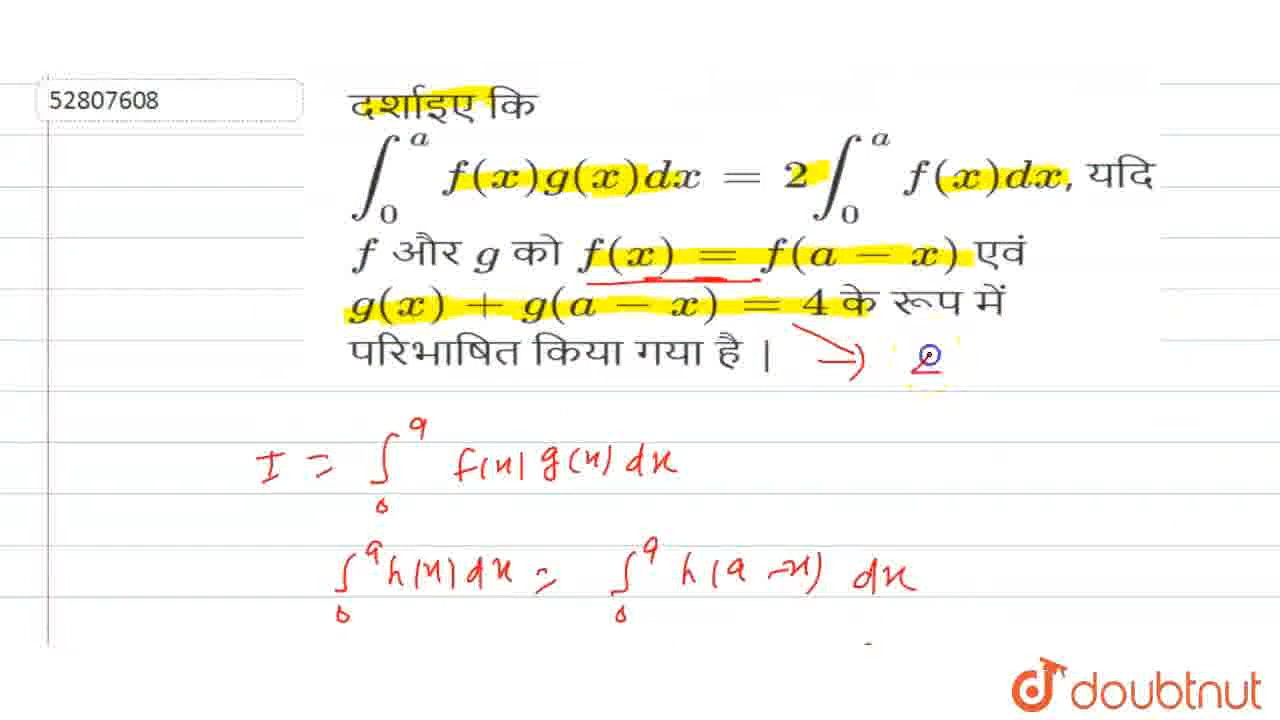 52807608
दर्शाइए कि
∫₀ᵃ f(x)g(x)dx = 2 ∫₀ᵃ f(x)dx, यदि
f और g को f(x) = f(a − x) एवं
g(x) + g(a − x) = 4 के रूप में
परिभाषित किया गया है |
I = ∫₀ᵃ f(x) g(x) dx
∫₀ᵃ h(x) dx = ∫₀ᵃ h(a − x) dx
doubtnut